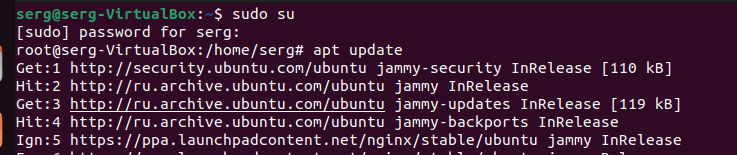 serg@serg-VirtualBox:~$ sudo su
[sudo] password for serg:
root@serg-VirtualBox:/home/serg# apt update
Get:1 http://security.ubuntu.com/ubuntu jammy-security InRelease [110 kB]
Hit:2 http://ru.archive.ubuntu.com/ubuntu jammy InRelease
Get:3 http://ru.archive.ubuntu.com/ubuntu jammy-updates InRelease [119 kB]
Hit:4 http://ru.archive.ubuntu.com/ubuntu jammy-backports InRelease
Ign:5 https://ppa.launchpadcontent.net/nginx/stable/ubuntu jammy InRelease